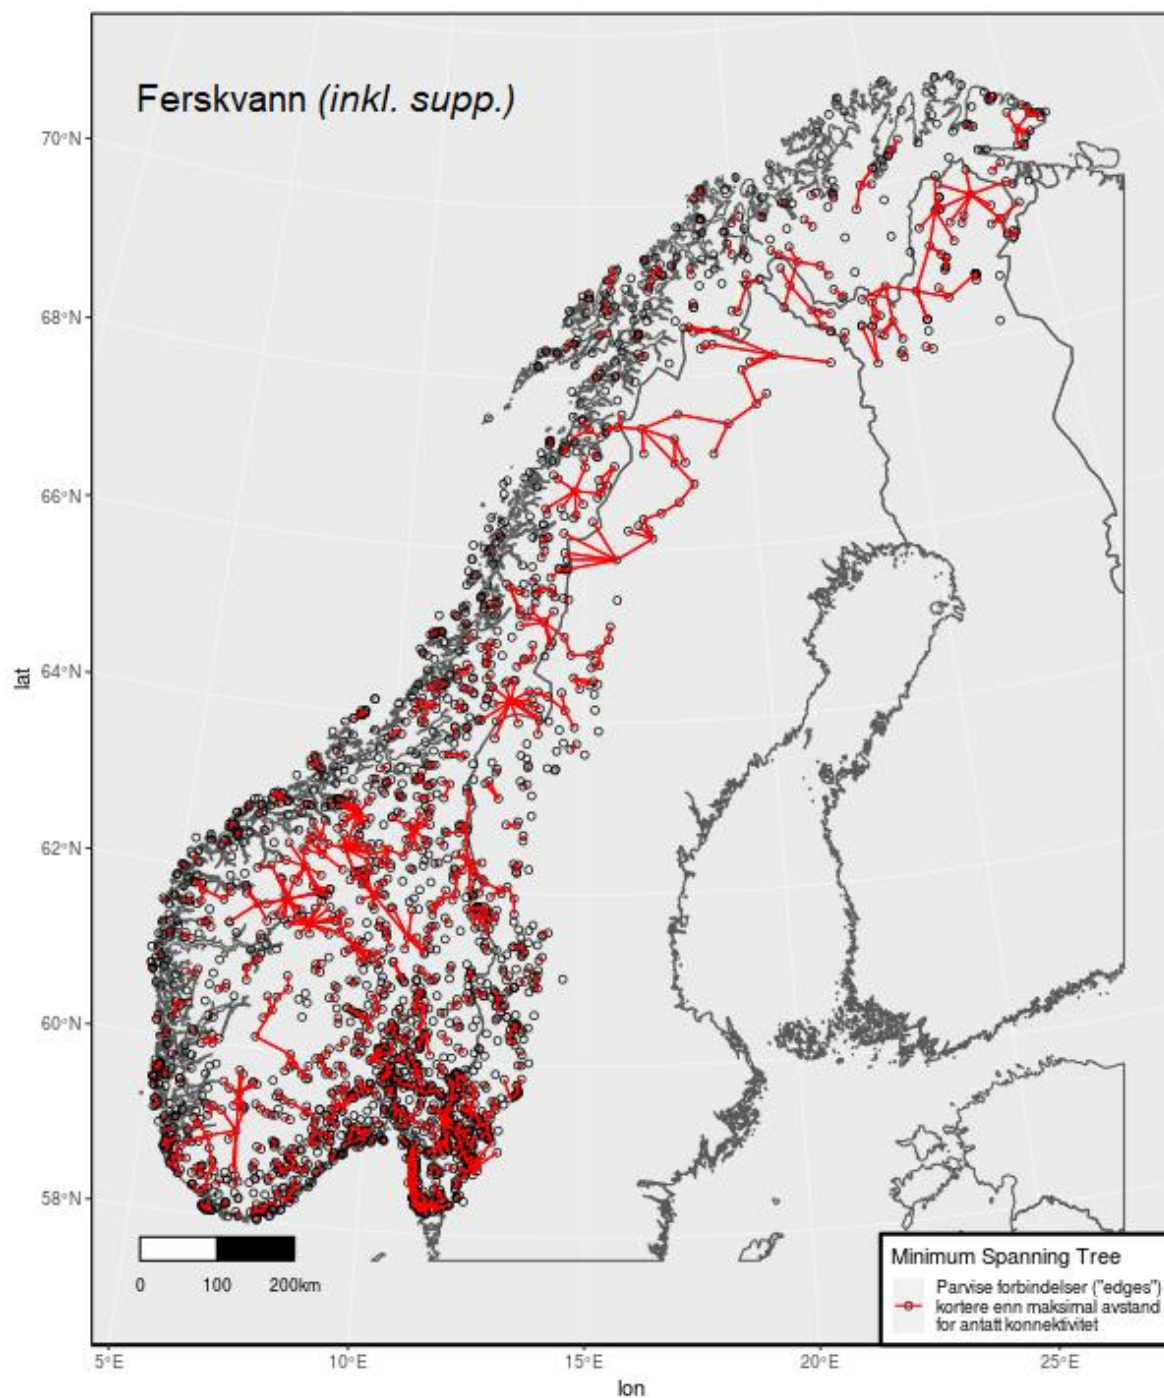 Ferskvann (inkl. supp.)
70°N
68°N
66°N
64°N
62°N
60°N
58°N
lat
0 100 200km
Minimum Spanning Tree
Parvise forbindelser ("edges")
kortere enn maksimal avstand
for antatt konnektivitet
5°E 10°E 15°E 20°E 25°E
lon